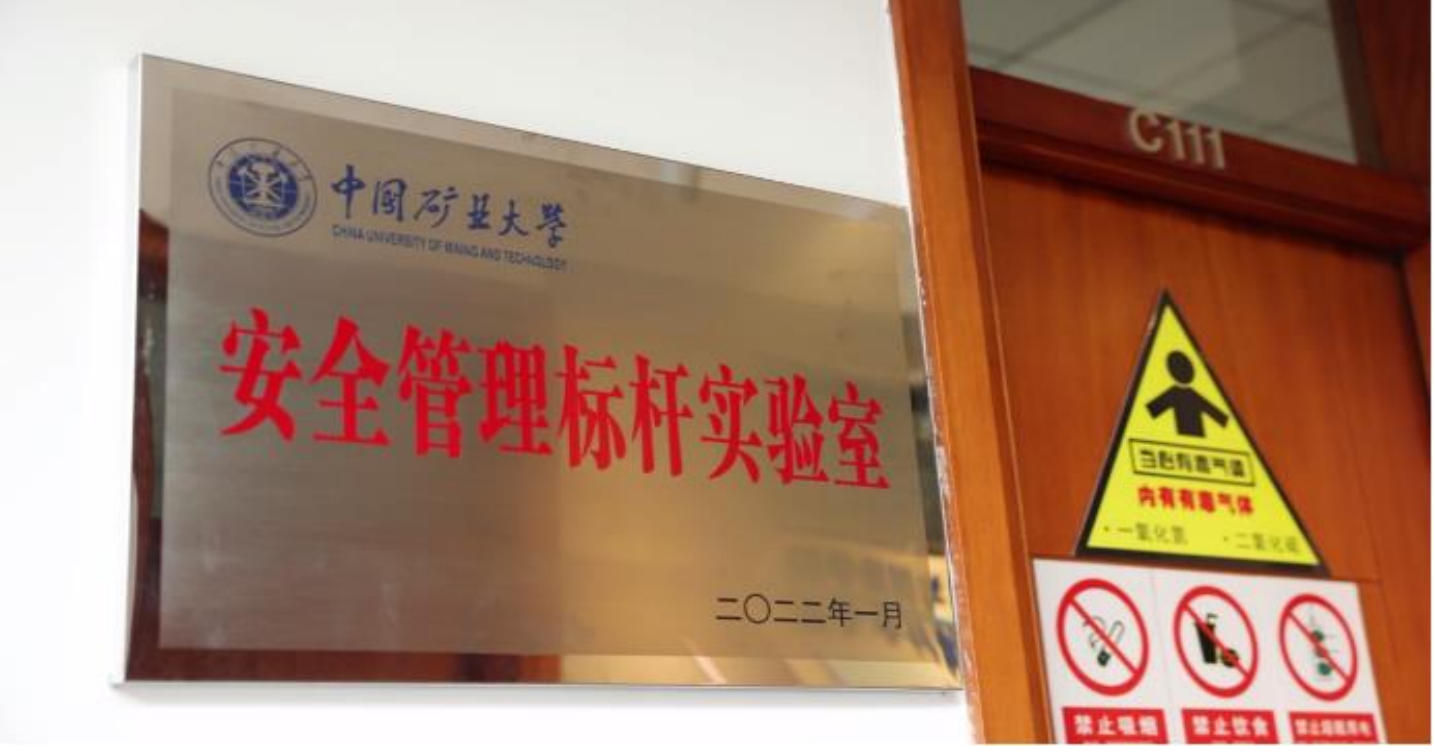 中国矿业大学
CHINA UNIVERSITY OF MINING AND TECHNOLOGY
安全管理标杆实验室
二〇二二年一月
C111
当心有毒气体
内有有毒气体
·一氧化氮 ·二氧化硫
禁止吸烟
禁止饮食